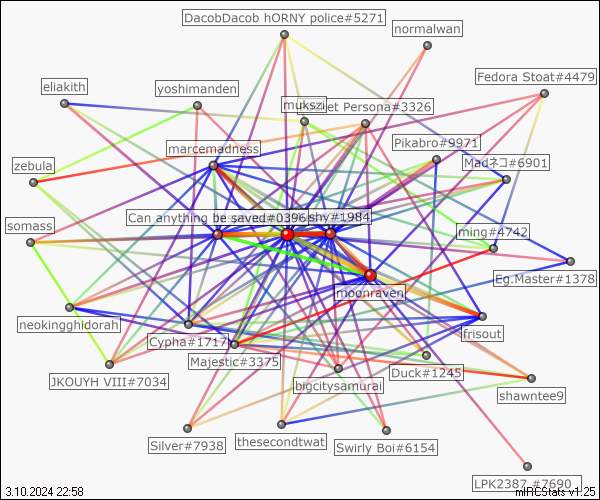 DacobDacob hORNY police#5271
normalwan
Fedora Stoat#4479
eliakith
yoshimanden
mukszi
et Persona#3326
marcemadness
Pikabro#9971
Madネコ#6901
zebula
Can anything be saved#0396
shy#1984
somass
ming#4742
Eg.Master#1378
moonraven
neokingghidorah
Cypha#1717
frisout
Majestic#3375
JKOUYH VIII#7034
bigcitysamurai
Duck#1245
shawntee9
Silver#7938
thesecondtwat
Swirly Boi#6154
LPK2387 #7690
3.10.2024 22:58
mIRCStats v1.25